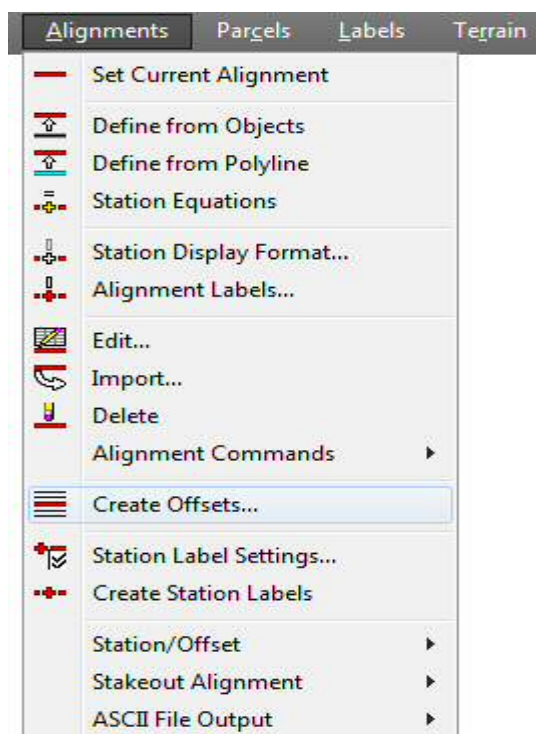 Alignments Parcels Labels Terrain
Set Current Alignment
Define from Objects
Define from Polyline
Station Equations
Station Display Format...
Alignment Labels...
Edit...
Import...
Delete
Alignment Commands
Create Offsets...
Station Label Settings...
Create Station Labels
Station/Offset
Stakeout Alignment
ASCII File Output